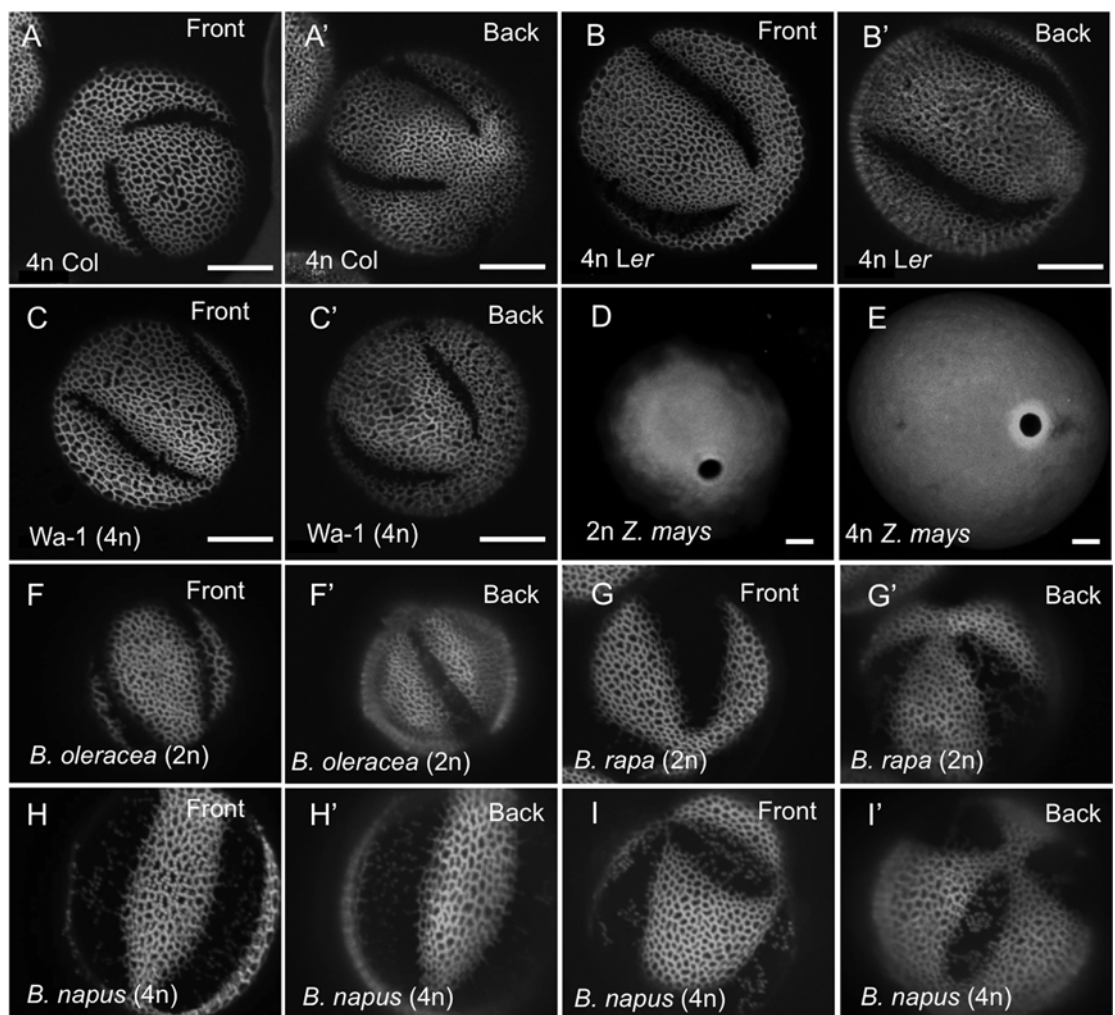 A Front
4n Col
A' Back
4n Col
B Front
4n Ler
B' Back
4n Ler
C Front
Wa-1 (4n)
C' Back
Wa-1 (4n)
D
2n Z. mays
E
4n Z. mays
F Front
B. oleracea (2n)
F' Back
B. oleracea (2n)
G Front
B. rapa (2n)
G' Back
B. rapa (2n)
H Front
B. napus (4n)
H' Back
B. napus (4n)
I Front
B. napus (4n)
I' Back
B. napus (4n)